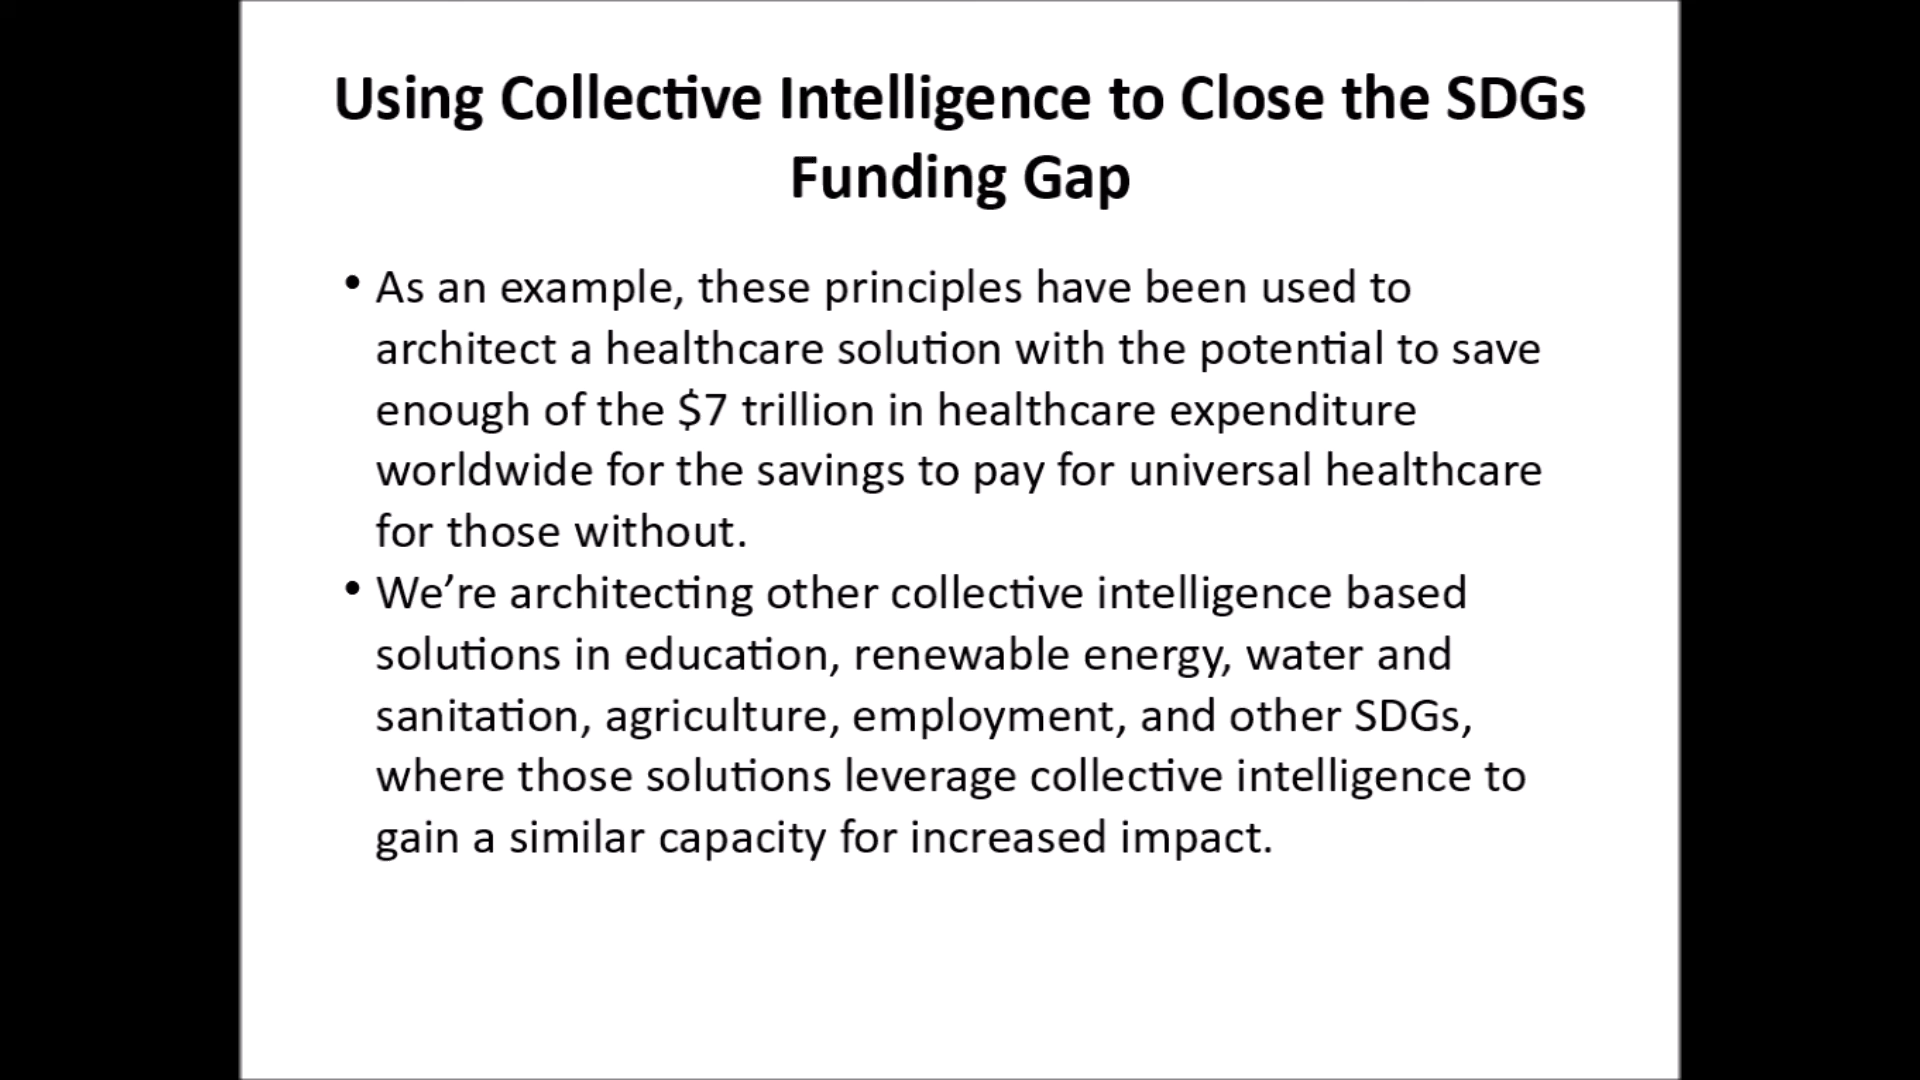 Using Collective Intelligence to Close the SDGs
Funding Gap
• As an example, these principles have been used to
architect a healthcare solution with the potential to save
enough of the $7 trillion in healthcare expenditure
worldwide for the savings to pay for universal healthcare
for those without.
• We’re architecting other collective intelligence based
solutions in education, renewable energy, water and
sanitation, agriculture, employment, and other SDGs,
where those solutions leverage collective intelligence to
gain a similar capacity for increased impact.